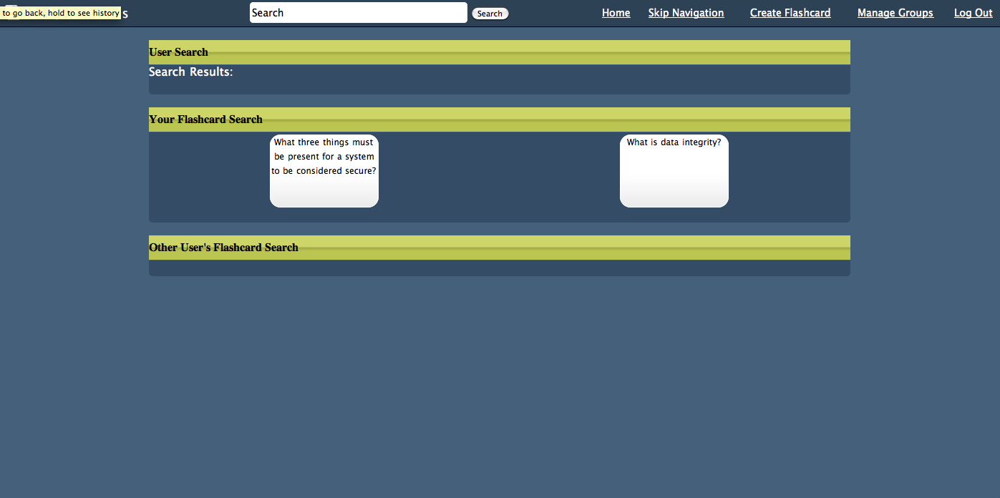 to go back, hold to see history s
Search
Search
Home
Skip Navigation
Create Flashcard
Manage Groups
Log Out
User Search
Search Results:
Your Flashcard Search
What three things must
be present for a system
to be considered secure?
What is data integrity?
Other User's Flashcard Search